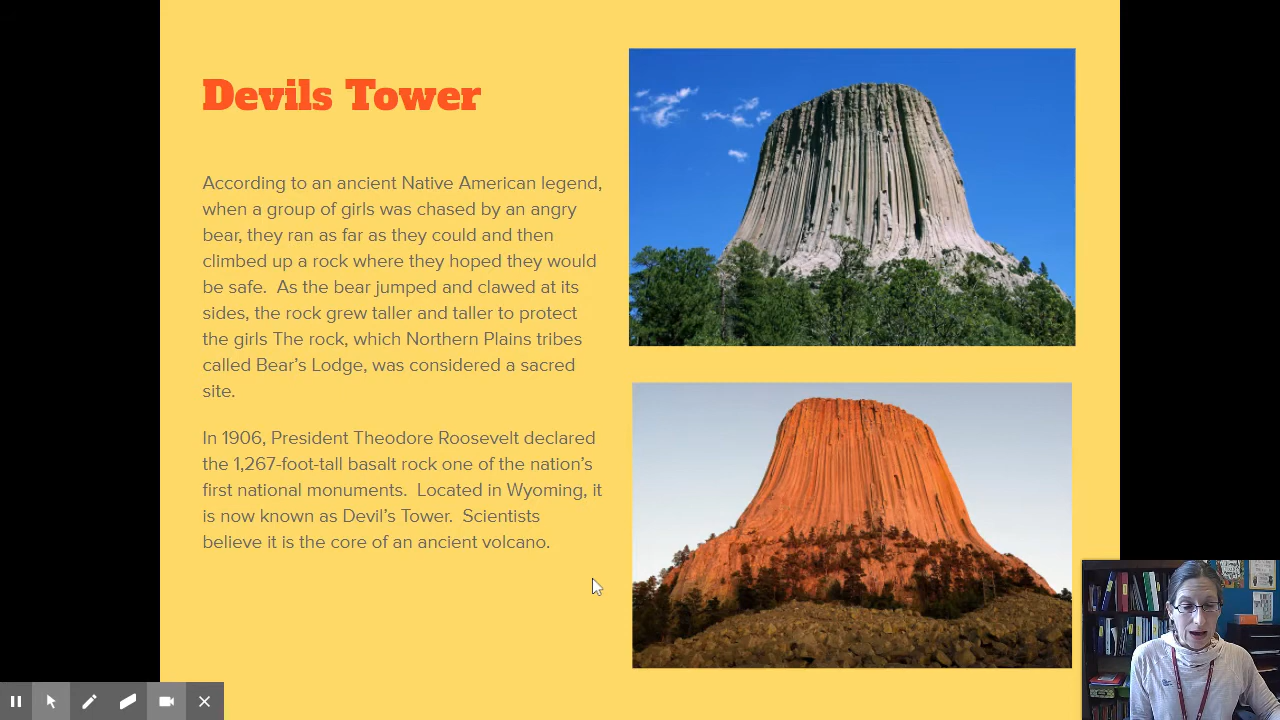 Devils Tower
According to an ancient Native American legend,
when a group of girls was chased by an angry
bear, they ran as far as they could and then
climbed up a rock where they hoped they would
be safe.  As the bear jumped and clawed at its
sides, the rock grew taller and taller to protect
the girls The rock, which Northern Plains tribes
called Bear’s Lodge, was considered a sacred
site.
In 1906, President Theodore Roosevelt declared
the 1,267-foot-tall basalt rock one of the nation’s
first national monuments.  Located in Wyoming, it
is now known as Devil’s Tower.  Scientists
believe it is the core of an ancient volcano.